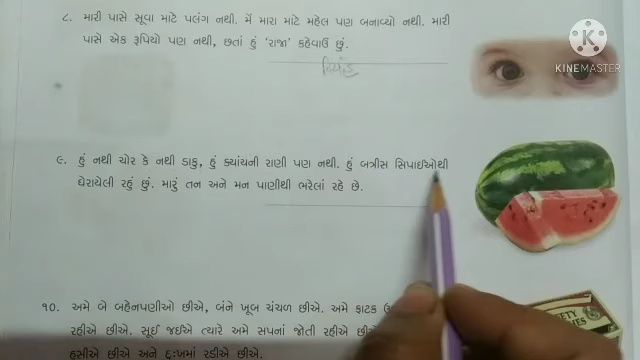 ૮. મારી પાસે સૂવા માટે પલંગ નથી. મેં મારા માટે મહેલ પણ બનાવ્યો નથી. મારી
પાસે એક રૂપિયો પણ નથી, છતાં હું 'રાજા' કહેવાઉં છું.
KINEMASTER
૯. હું નથી ચોર કે નથી ડાકુ, હું ક્યાંયની રાણી પણ નથી. હું બત્રીસ સિપાઈઓથી
ઘેરાયેલી રહું છું. મારું તન અને મન પાણીથી ભરેલાં રહે છે.
૧૦. અમે બે બહેનપણીઓ છીએ, બંને ખૂબ ચંચળ છીએ. અમે ફાટક
રહીએ છીએ. સૂઈ જઈએ ત્યારે અમે સપનાં જોતી રહીએ
હસીએ છીએ અને દુઃખમાં રડીએ છીએ.